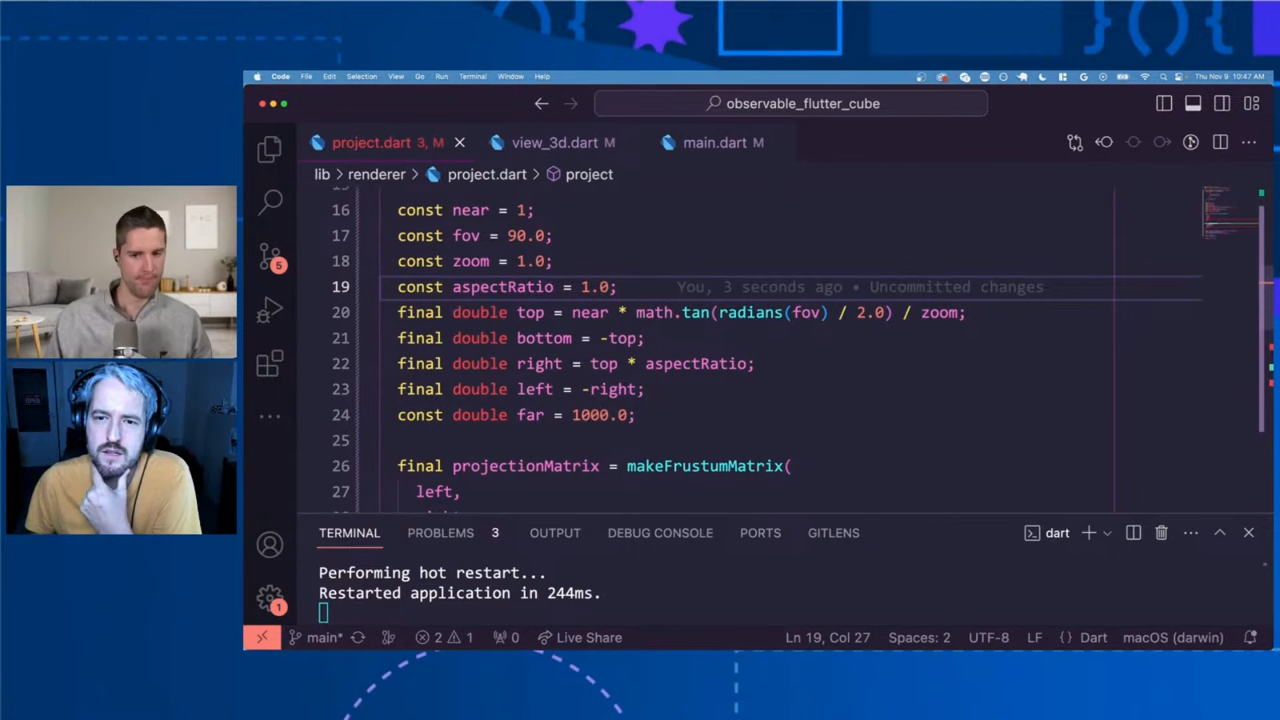 Code File Edit Selection View Go Run Terminal Window Help Thu Nov 9 10:47 AM
observable_flutter_cube
project.dart 3, M view_3d.dart M main.dart M
lib > renderer > project.dart > project
16 const near = 1;
17 const fov = 90.0;
18 const zoom = 1.0;
19 const aspectRatio = 1.0; You, 3 seconds ago • Uncommitted changes
20 final double top = near * math.tan(radians(fov) / 2.0) / zoom;
21 final double bottom = -top;
22 final double right = top * aspectRatio;
23 final double left = -right;
24 const double far = 1000.0;
25
26 final projectionMatrix = makeFrustumMatrix(
27 left,
5
1
TERMINAL PROBLEMS 3 OUTPUT DEBUG CONSOLE PORTS GITLENS dart
Performing hot restart...
Restarted application in 244ms.
main* 2 1 0 Live Share Ln 19, Col 27 Spaces: 2 UTF-8 LF {} Dart macOS (darwin)